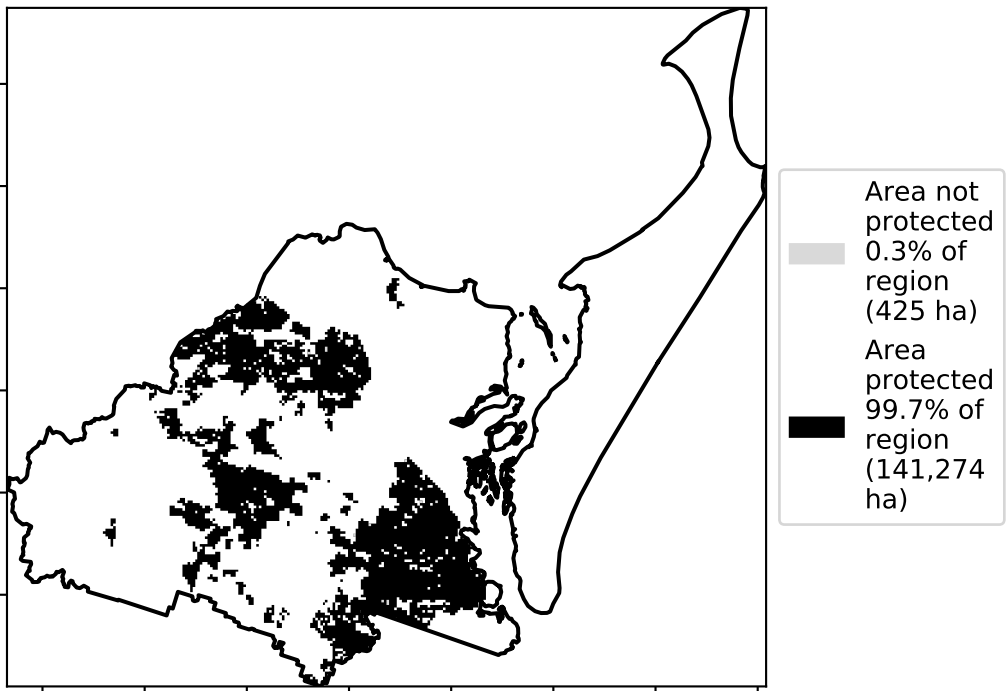 Area not
protected
0.3% of
region
(425 ha)
Area
protected
99.7% of
region
(141,274
ha)